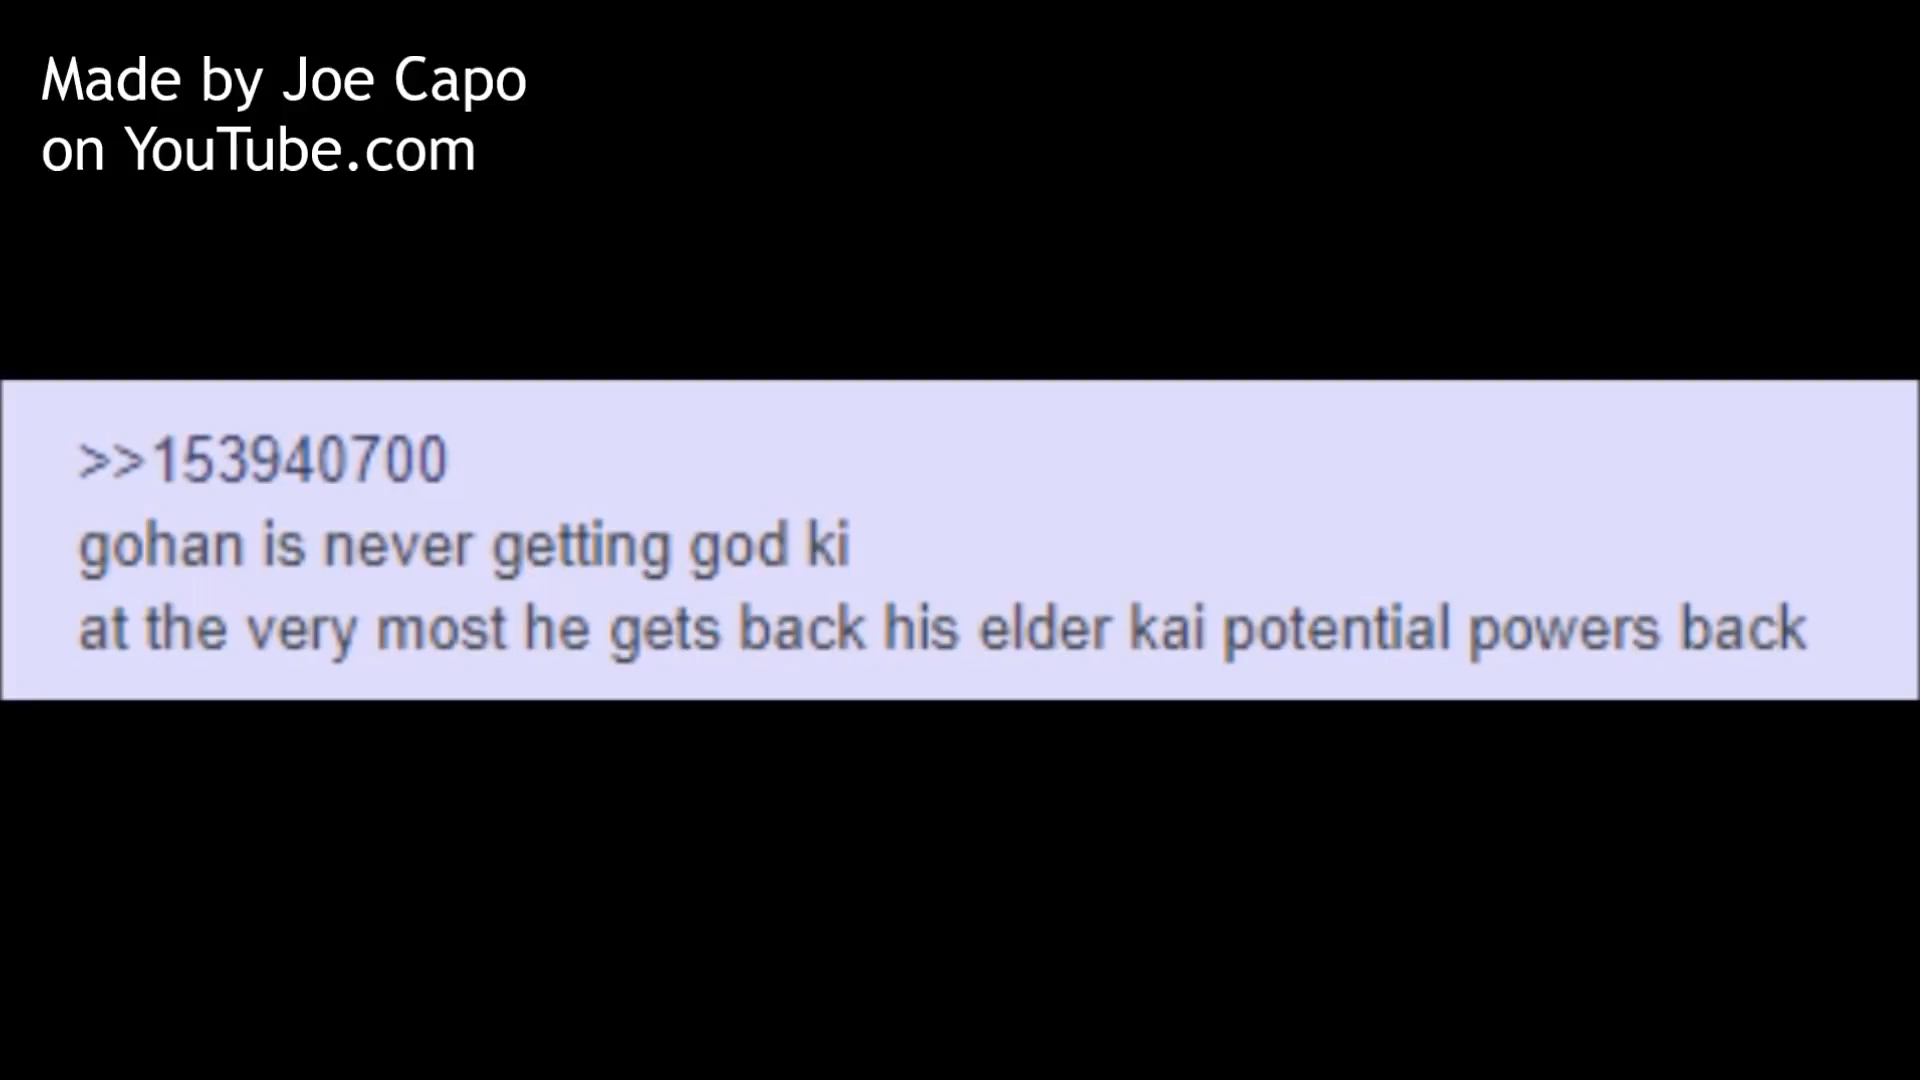 Made by Joe Capo
on YouTube.com
>>153940700
gohan is never getting god ki
at the very most he gets back his elder kai potential powers back